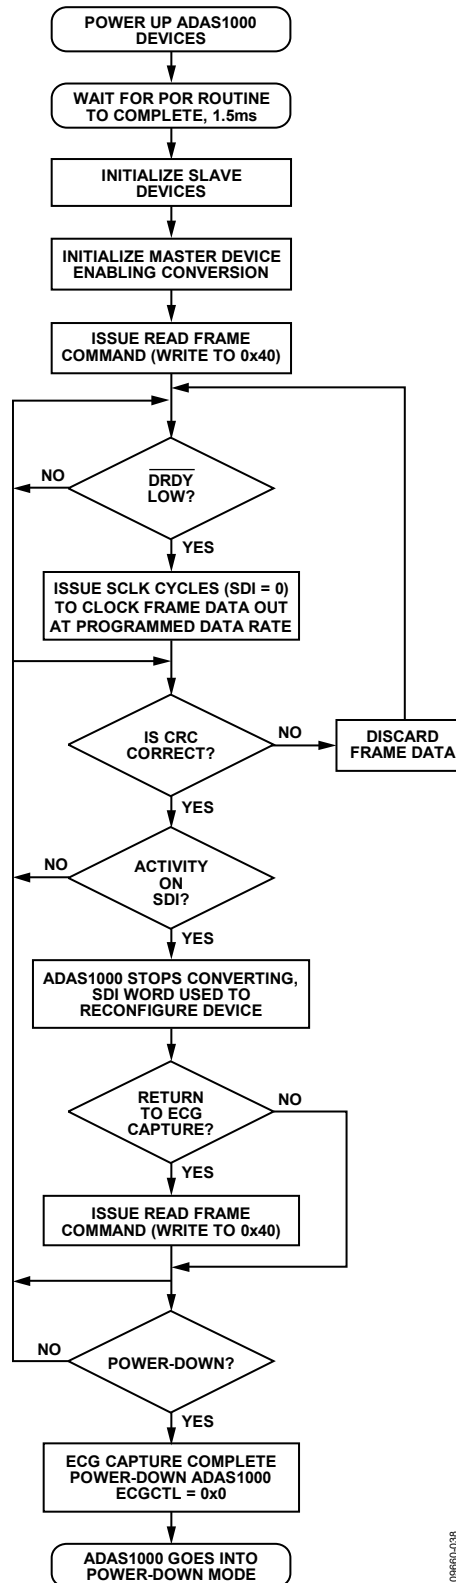 POWER UP ADAS1000
DEVICES
WAIT FOR POR ROUTINE
TO COMPLETE, 1.5ms
INITIALIZE SLAVE
DEVICES
INITIALIZE MASTER DEVICE
ENABLING CONVERSION
ISSUE READ FRAME
COMMAND (WRITE TO 0x40)
NO
DRDY
LOW?
YES
ISSUE SCLK CYCLES (SDI = 0)
TO CLOCK FRAME DATA OUT
AT PROGRAMMED DATA RATE
IS CRC
CORRECT?
NO
DISCARD
FRAME DATA
YES
NO
ACTIVITY
ON
SDI?
YES
ADAS1000 STOPS CONVERTING,
SDI WORD USED TO
RECONFIGURE DEVICE
RETURN
TO ECG
CAPTURE?
NO
YES
ISSUE READ FRAME
COMMAND (WRITE TO 0x40)
NO
POWER-DOWN?
YES
ECG CAPTURE COMPLETE
POWER-DOWN ADAS1000
ECGCTL = 0x0
ADAS1000 GOES INTO
POWER-DOWN MODE
09660-038